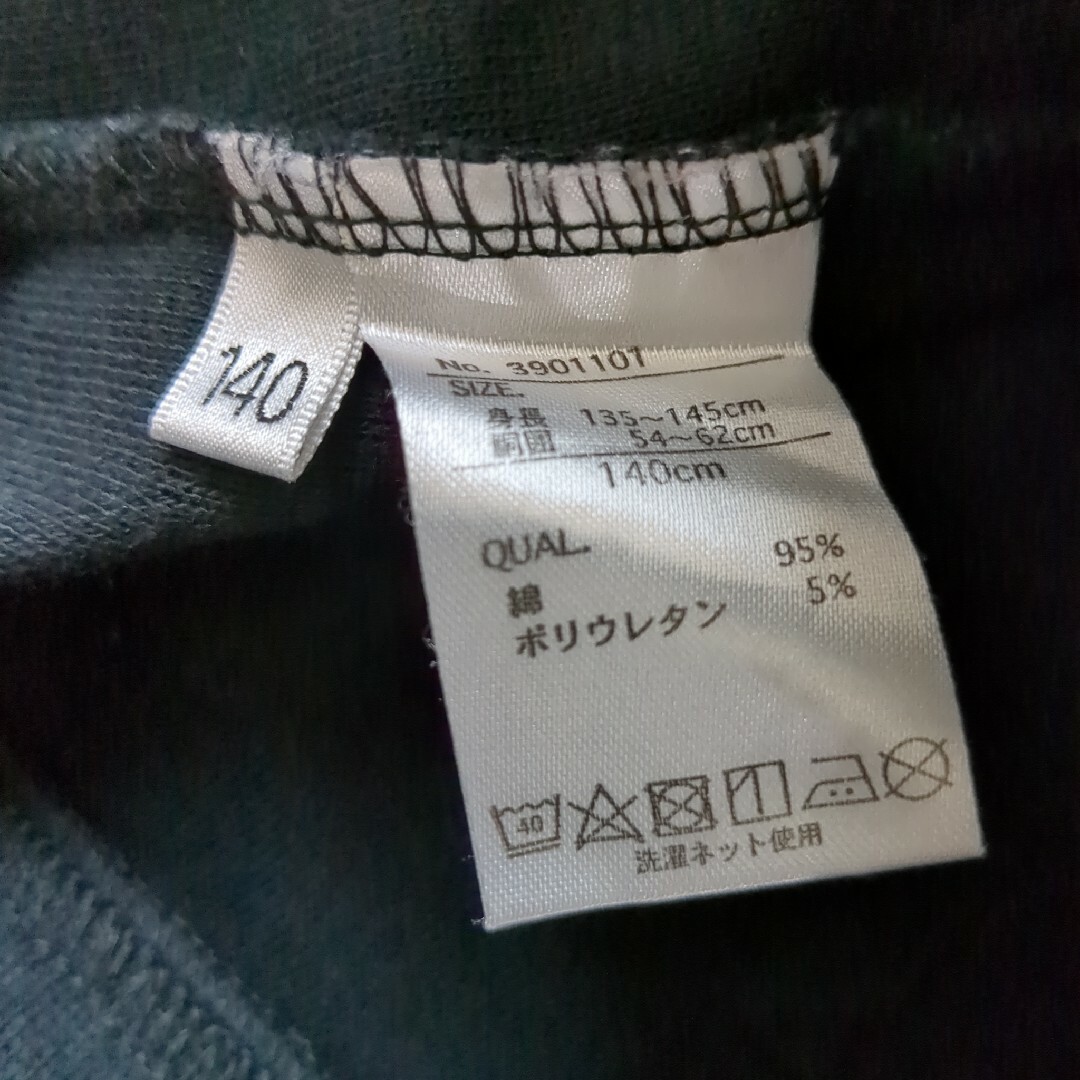 140
No. 3901101
SIZE.
身長 135～145cm
胴囲 54～62cm
140cm
QUAL.
綿 95%
ポリウレタン 5%
40
洗濯ネット使用